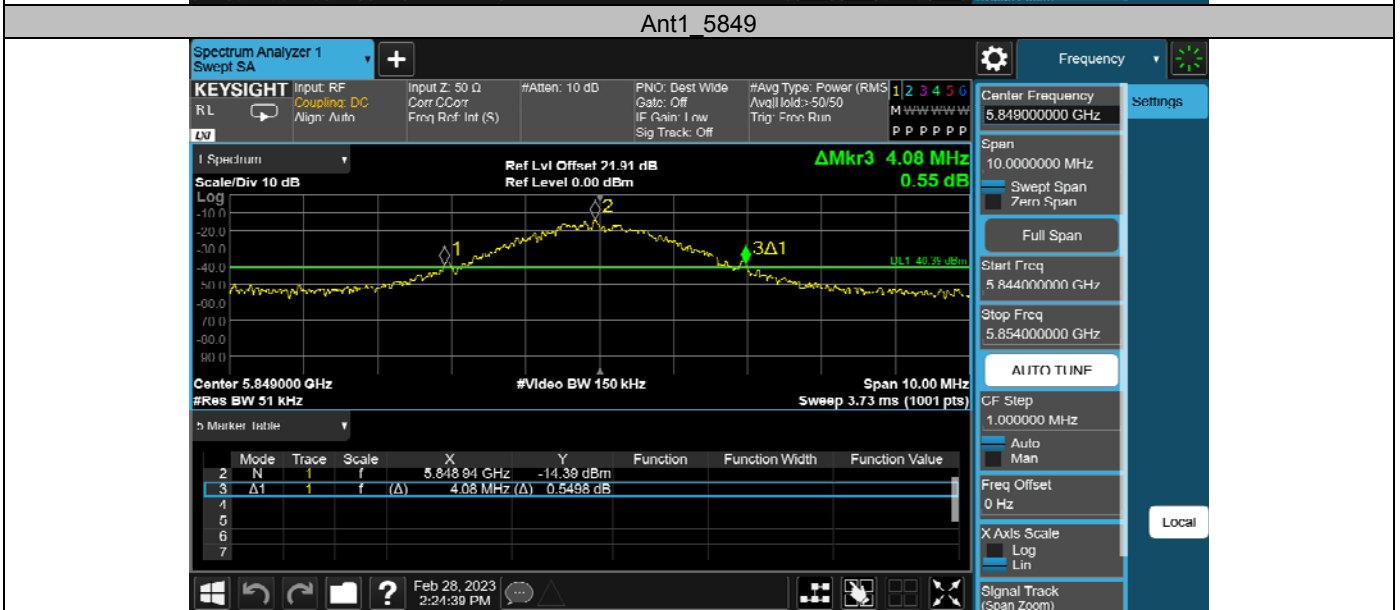 Ant1_5849
Spectrum Analyzer 1
Swept SA
+
Frequency
KEYSIGHT
RL
LXI
Input: RF
Coupling: DC
Align: Auto
Input Z: 50 Ω
Corr CCorr
Freq Ref: Int (S)
#Atten: 10 dB
PNO: Best Wide
Gate: Off
IF Gain: Low
Sig Track: Off
#Avg Type: Power (RMS
Avg|Hold:>50/50
Trig: Free Run
1 2 3 4 5 6
M W W W W W
P P P P P P
1 Spectrum
Scale/Div 10 dB
Log
Ref Lvl Offset 21.91 dB
Ref Level 0.00 dBm
ΔMkr3 4.08 MHz
0.55 dB
-10.0
-20.0
-30.0
-40.0
-50.0
-60.0
-70.0
-80.0
-90.0
1
2
3Δ1
DL1 -40.39 dBm
Center 5.849000 GHz
#Res BW 51 kHz
#Video BW 150 kHz
Span 10.00 MHz
Sweep 3.73 ms (1001 pts)
5 Marker Table
Mode Trace Scale X Y Function Function Width Function Value
2 N 1 f 5.848 94 GHz -14.39 dBm
3 Δ1 1 f (Δ) 4.08 MHz (Δ) 0.5498 dB
4
5
6
7
Feb 28, 2023
2:24:39 PM
Center Frequency
5.849000000 GHz
Settings
Span
10.0000000 MHz
Swept Span
Zero Span
Full Span
Start Freq
5.844000000 GHz
Stop Freq
5.854000000 GHz
AUTO TUNE
CF Step
1.000000 MHz
Auto
Man
Freq Offset
0 Hz
X Axis Scale
Log
Lin
Local
Signal Track
(Span Zoom)